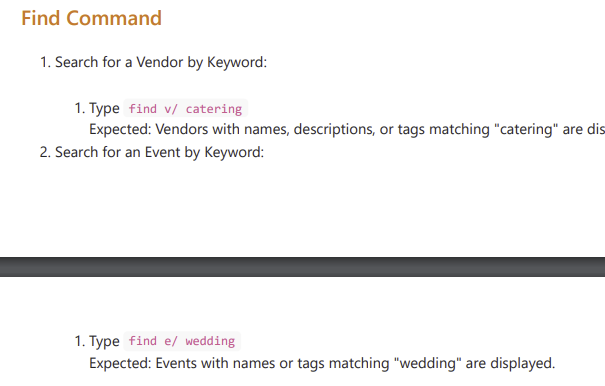 Find Command
1. Search for a Vendor by Keyword:
1. Type find v/ catering
Expected: Vendors with names, descriptions, or tags matching "catering" are dis
2. Search for an Event by Keyword:
1. Type find e/ wedding
Expected: Events with names or tags matching "wedding" are displayed.